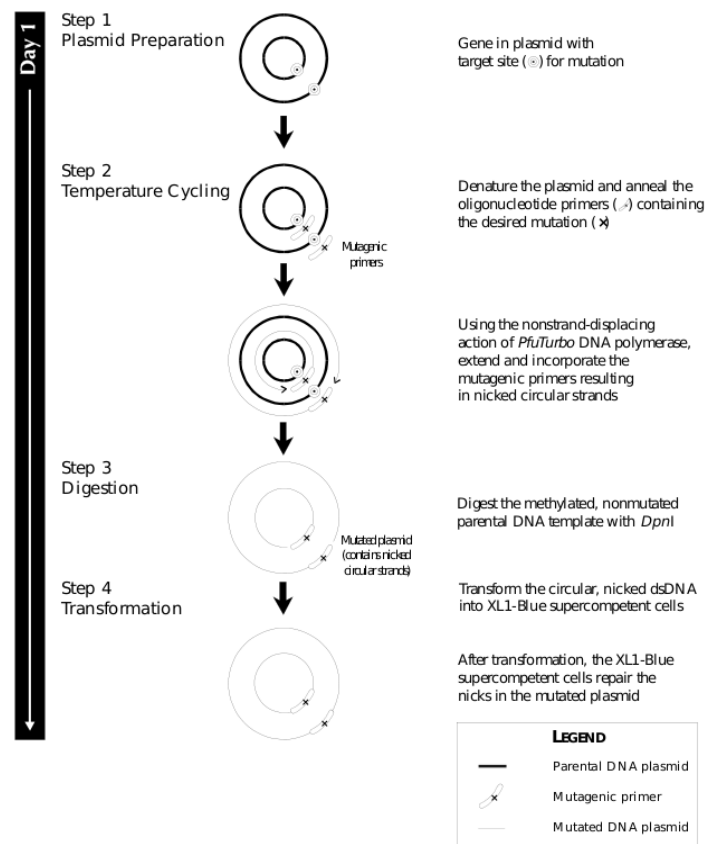 Day 1
Step 1
Plasmid Preparation
Gene in plasmid with
target site ( ) for mutation
Step 2
Temperature Cycling
Denature the plasmid and anneal the
oligonucleotide primers ( ) containing
the desired mutation (×)
Mutagenic
primers
Using the nonstrand-displacing
action of PfuTurbo DNA polymerase,
extend and incorporate the
mutagenic primers resulting
in nicked circular strands
Step 3
Digestion
Digest the methylated, nonmutated
parental DNA template with DpnI
Mutated plasmid
(contains nicked
circular strands)
Step 4
Transformation
Transform the circular, nicked dsDNA
into XL1-Blue supercompetent cells
After transformation, the XL1-Blue
supercompetent cells repair the
nicks in the mutated plasmid
LEGEND
Parental DNA plasmid
Mutagenic primer
Mutated DNA plasmid